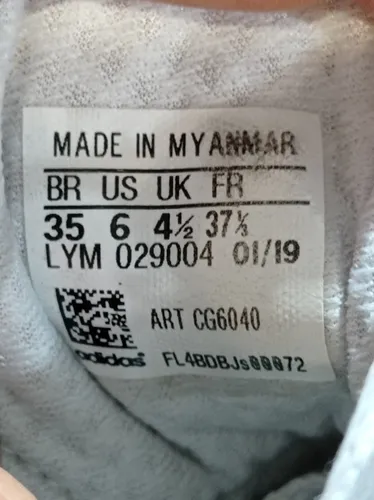 MADE IN MYANMAR
BR US UK FR
35 6 4½ 37⅓
LYM 029004 01/19
ART CG6040
adidas FL4BDBJs00072